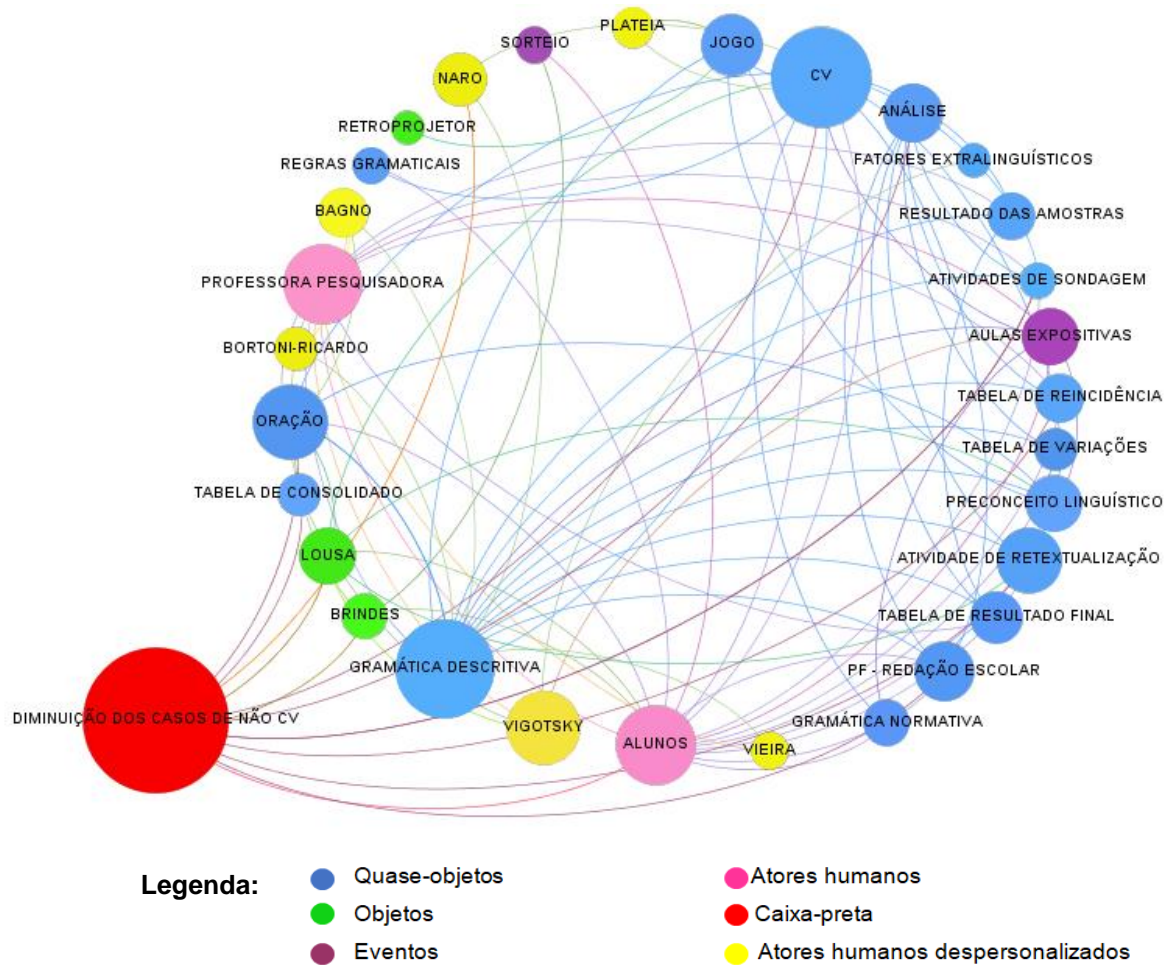 PLATEIA
SORTEIO
JOGO
CV
NARO
ANÁLISE
RETROPROJETOR
FATORES EXTRALINGUÍSTICOS
REGRAS GRAMATICAIS
BAGNO
RESULTADO DAS AMOSTRAS
PROFESSORA PESQUISADORA
ATIVIDADES DE SONDAGEM
AULAS EXPOSITIVAS
BORTONI-RICARDO
TABELA DE REINCIDÊNCIA
ORAÇÃO
TABELA DE VARIAÇÕES
TABELA DE CONSOLIDADO
PRECONCEITO LINGUÍSTICO
LOUSA
ATIVIDADE DE RETEXTUALIZAÇÃO
BRINDES
TABELA DE RESULTADO FINAL
GRAMÁTICA DESCRITIVA
PF - REDAÇÃO ESCOLAR
DIMINUIÇÃO DOS CASOS DE NÃO CV
GRAMÁTICA NORMATIVA
VIGOTSKY
ALUNOS
VIEIRA
Legenda:
Quase-objetos
Atores humanos
Objetos
Caixa-preta
Eventos
Atores humanos despersonalizados